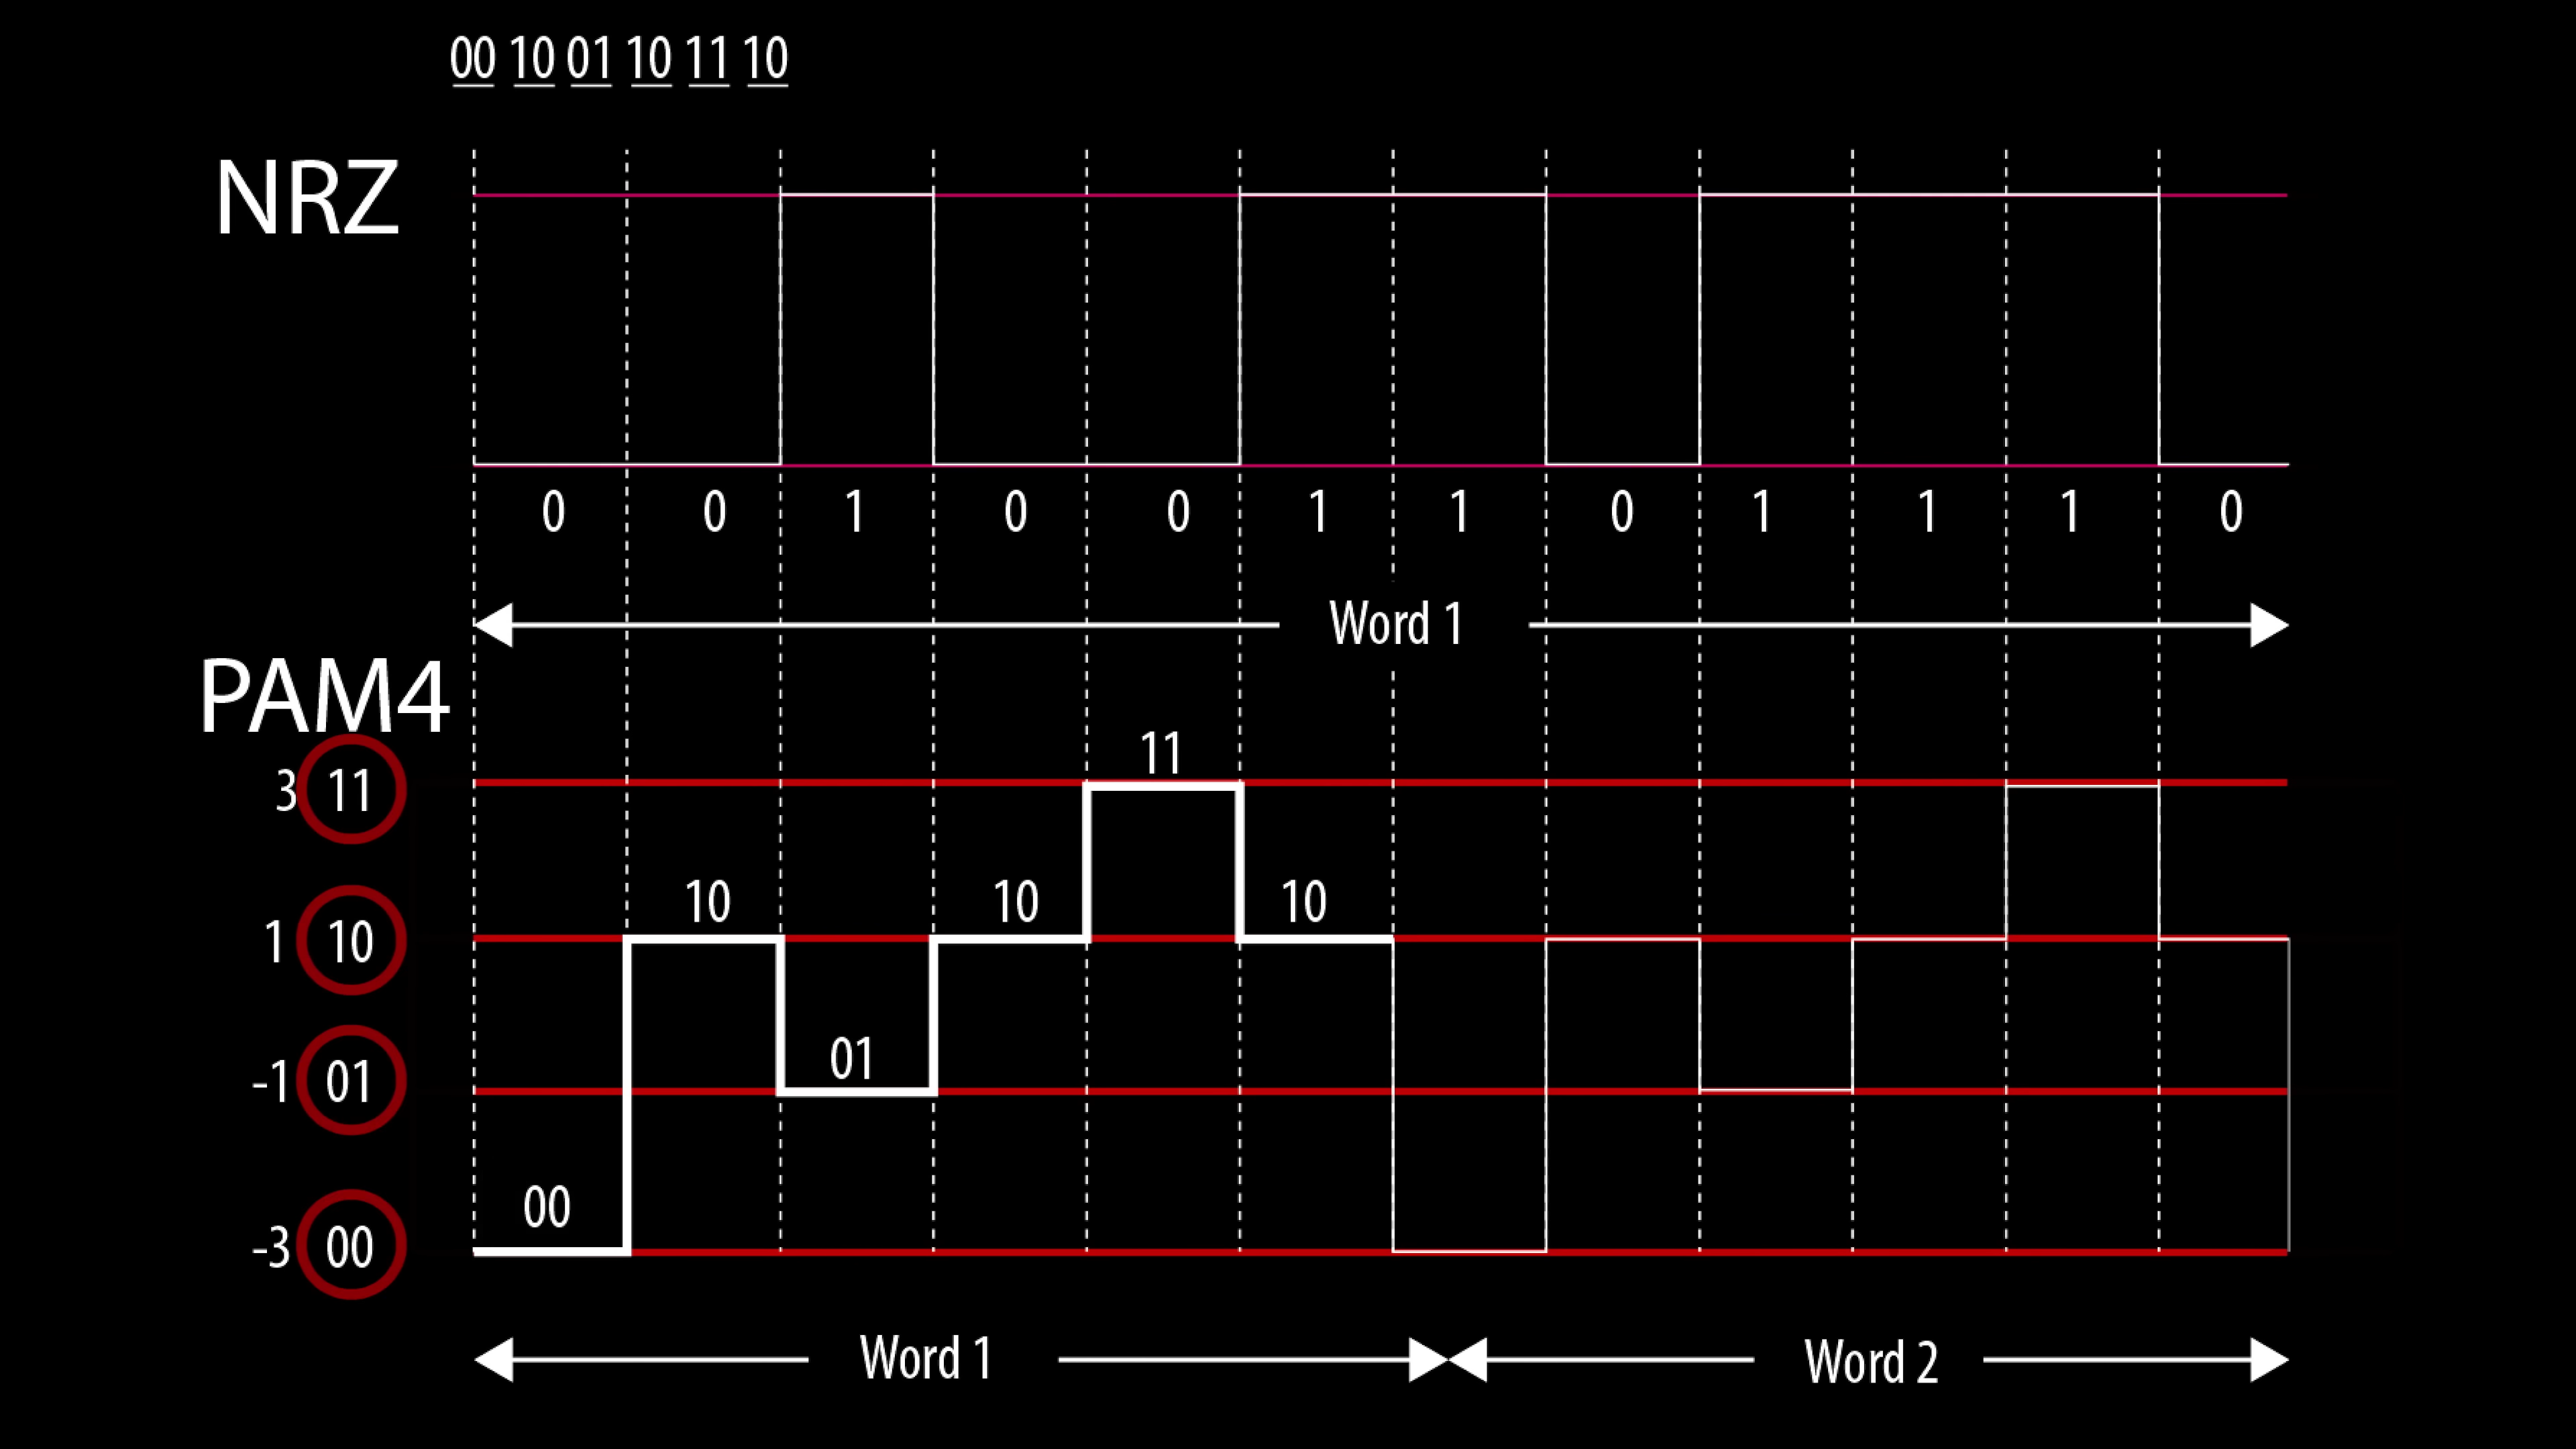 00 10 01 10 11 10
NRZ
0 0 1 0 0 1 1 0 1 1 1 0
Word 1
PAM4
11
3 11
10 10 10
1 10
01
-1 01
00
-3 00
Word 1 Word 2